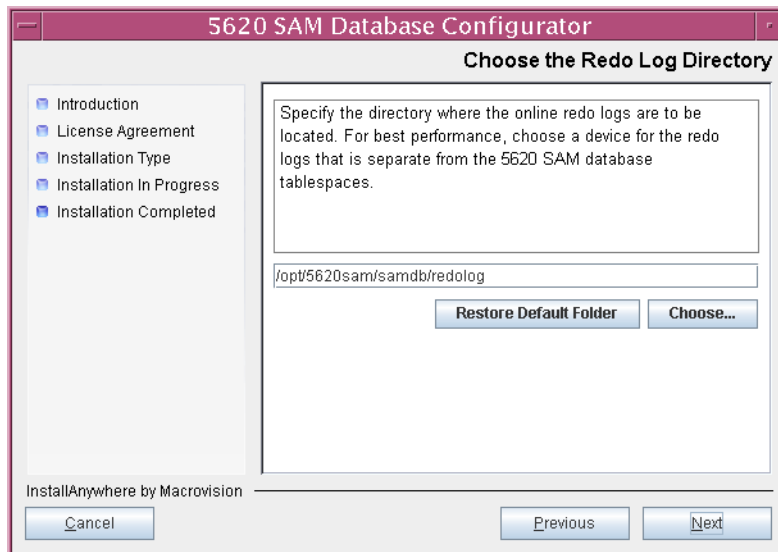 5620 SAM Database Configurator
Choose the Redo Log Directory
Introduction
License Agreement
Installation Type
Installation In Progress
Installation Completed
Specify the directory where the online redo logs are to be
located. For best performance, choose a device for the redo
logs that is separate from the 5620 SAM database
tablespaces.
/opt/5620sam/samdb/redolog
Restore Default Folder
Choose...
InstallAnywhere by Macrovision
Cancel
Previous
Next